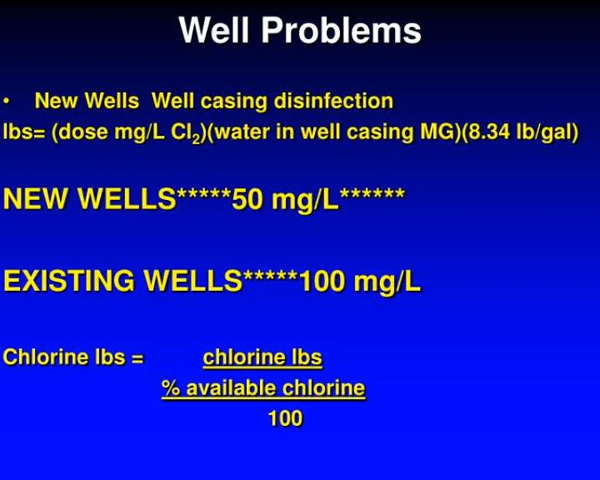 Well Problems
• New Wells Well casing disinfection
lbs= (dose mg/L Cl₂)(water in well casing MG)(8.34 lb/gal)
NEW WELLS*****50 mg/L******
EXISTING WELLS*****100 mg/L
Chlorine lbs = chlorine lbs
% available chlorine
100